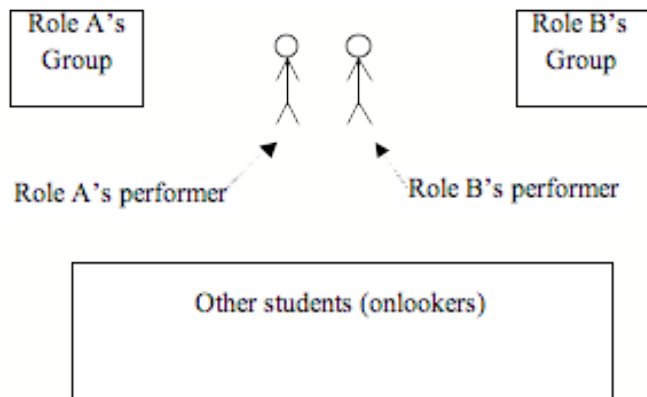 Role A's
Group
Role B's
Group
Role A's performer
Role B's performer
Other students (onlookers)